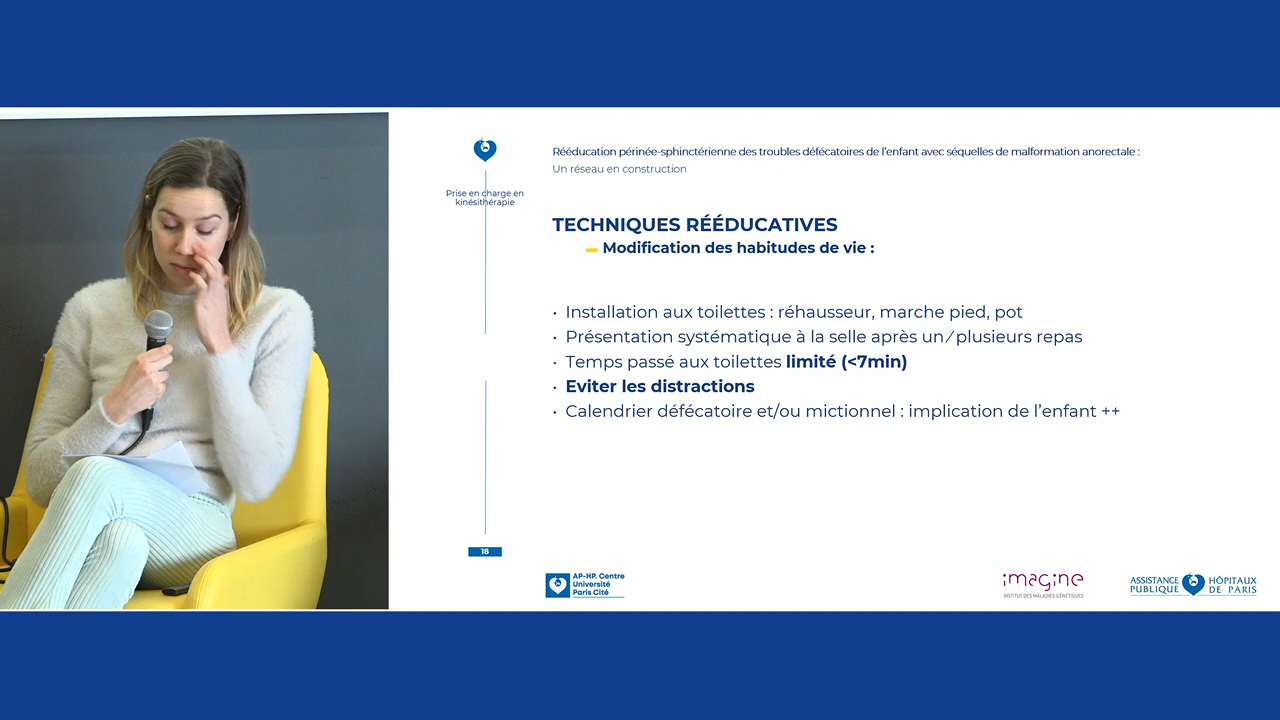 Prise en charge en
kinésithérapie
Rééducation périnée-sphinctérienne des troubles défécatoires de l'enfant avec séquelles de malformation anorectale :
Un réseau en construction
TECHNIQUES RÉÉDUCATIVES
Modification des habitudes de vie :
• Installation aux toilettes : réhausseur, marche pied, pot
• Présentation systématique à la selle après un/plusieurs repas
• Temps passé aux toilettes limité (<7min)
• Eviter les distractions
• Calendrier défécatoire et/ou mictionnel : implication de l'enfant ++
18
AP-HP. Centre
Université
Paris Cité
imagine
INSTITUT DES MALADIES GÉNÉTIQUES
ASSISTANCE PUBLIQUE
HÔPITAUX DE PARIS